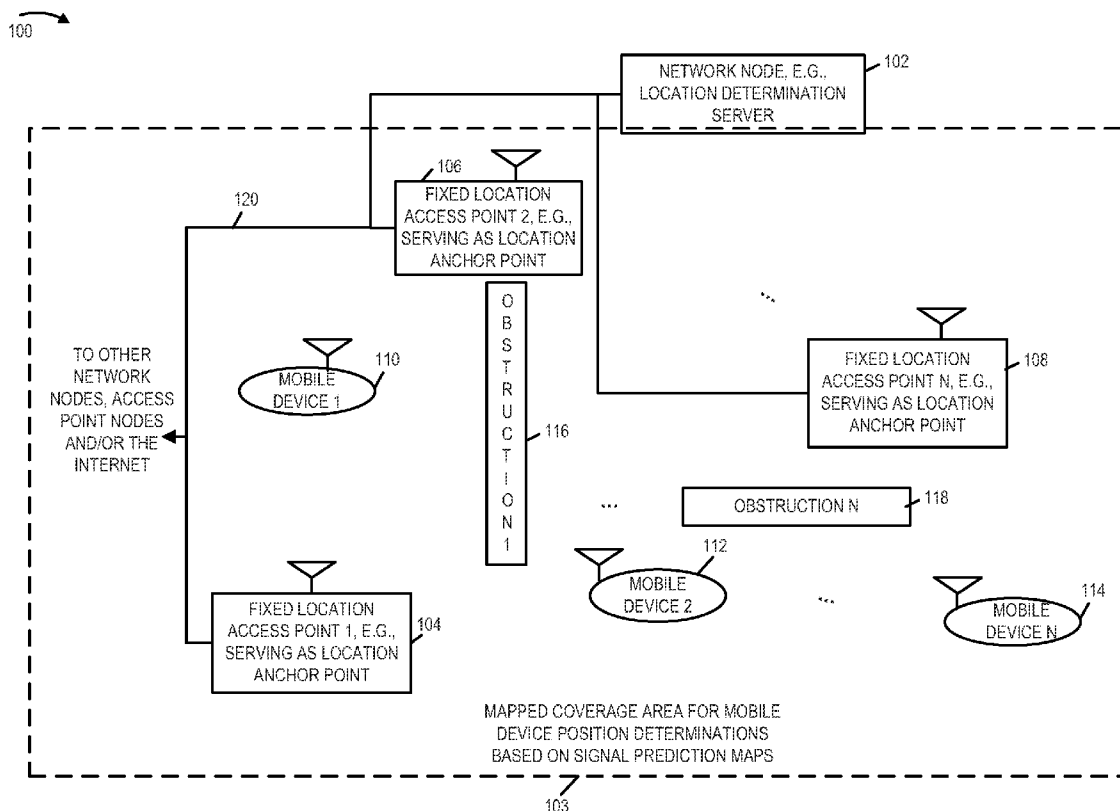 100
NETWORK NODE, E.G.,
LOCATION DETERMINATION
SERVER
102
106
FIXED LOCATION
ACCESS POINT 2, E.G.,
SERVING AS LOCATION
ANCHOR POINT
120
OBSTRUCTION 1
116
...
TO OTHER
NETWORK
NODES, ACCESS
POINT NODES
AND/OR THE
INTERNET
MOBILE
DEVICE 1
110
FIXED LOCATION
ACCESS POINT N, E.G.,
SERVING AS LOCATION
ANCHOR POINT
108
...
OBSTRUCTION N
118
MOBILE
DEVICE 2
112
...
MOBILE
DEVICE N
114
FIXED LOCATION
ACCESS POINT 1, E.G.,
SERVING AS LOCATION
ANCHOR POINT
104
MAPPED COVERAGE AREA FOR MOBILE
DEVICE POSITION DETERMINATIONS
BASED ON SIGNAL PREDICTION MAPS
103